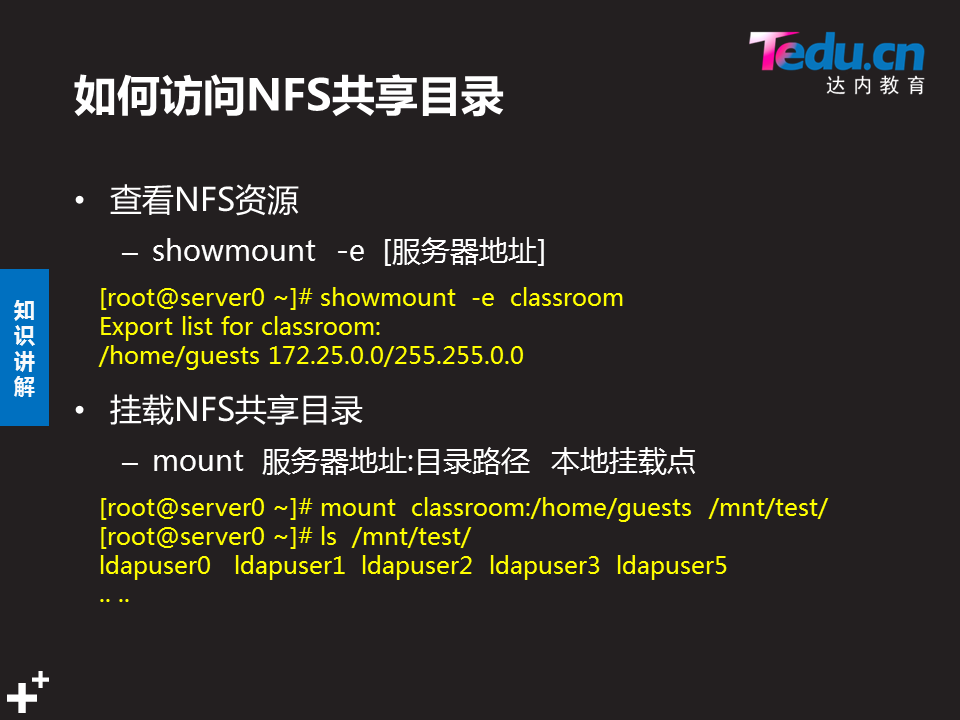 Tedu.cn
达内教育
如何访问NFS共享目录
• 查看NFS资源
– showmount -e [服务器地址]
[root@server0 ~]# showmount -e classroom
Export list for classroom:
/home/guests 172.25.0.0/255.255.0.0
知识讲解
• 挂载NFS共享目录
– mount 服务器地址:目录路径 本地挂载点
[root@server0 ~]# mount classroom:/home/guests /mnt/test/
[root@server0 ~]# ls /mnt/test/
ldapuser0 ldapuser1 ldapuser2 ldapuser3 ldapuser5
.. ..